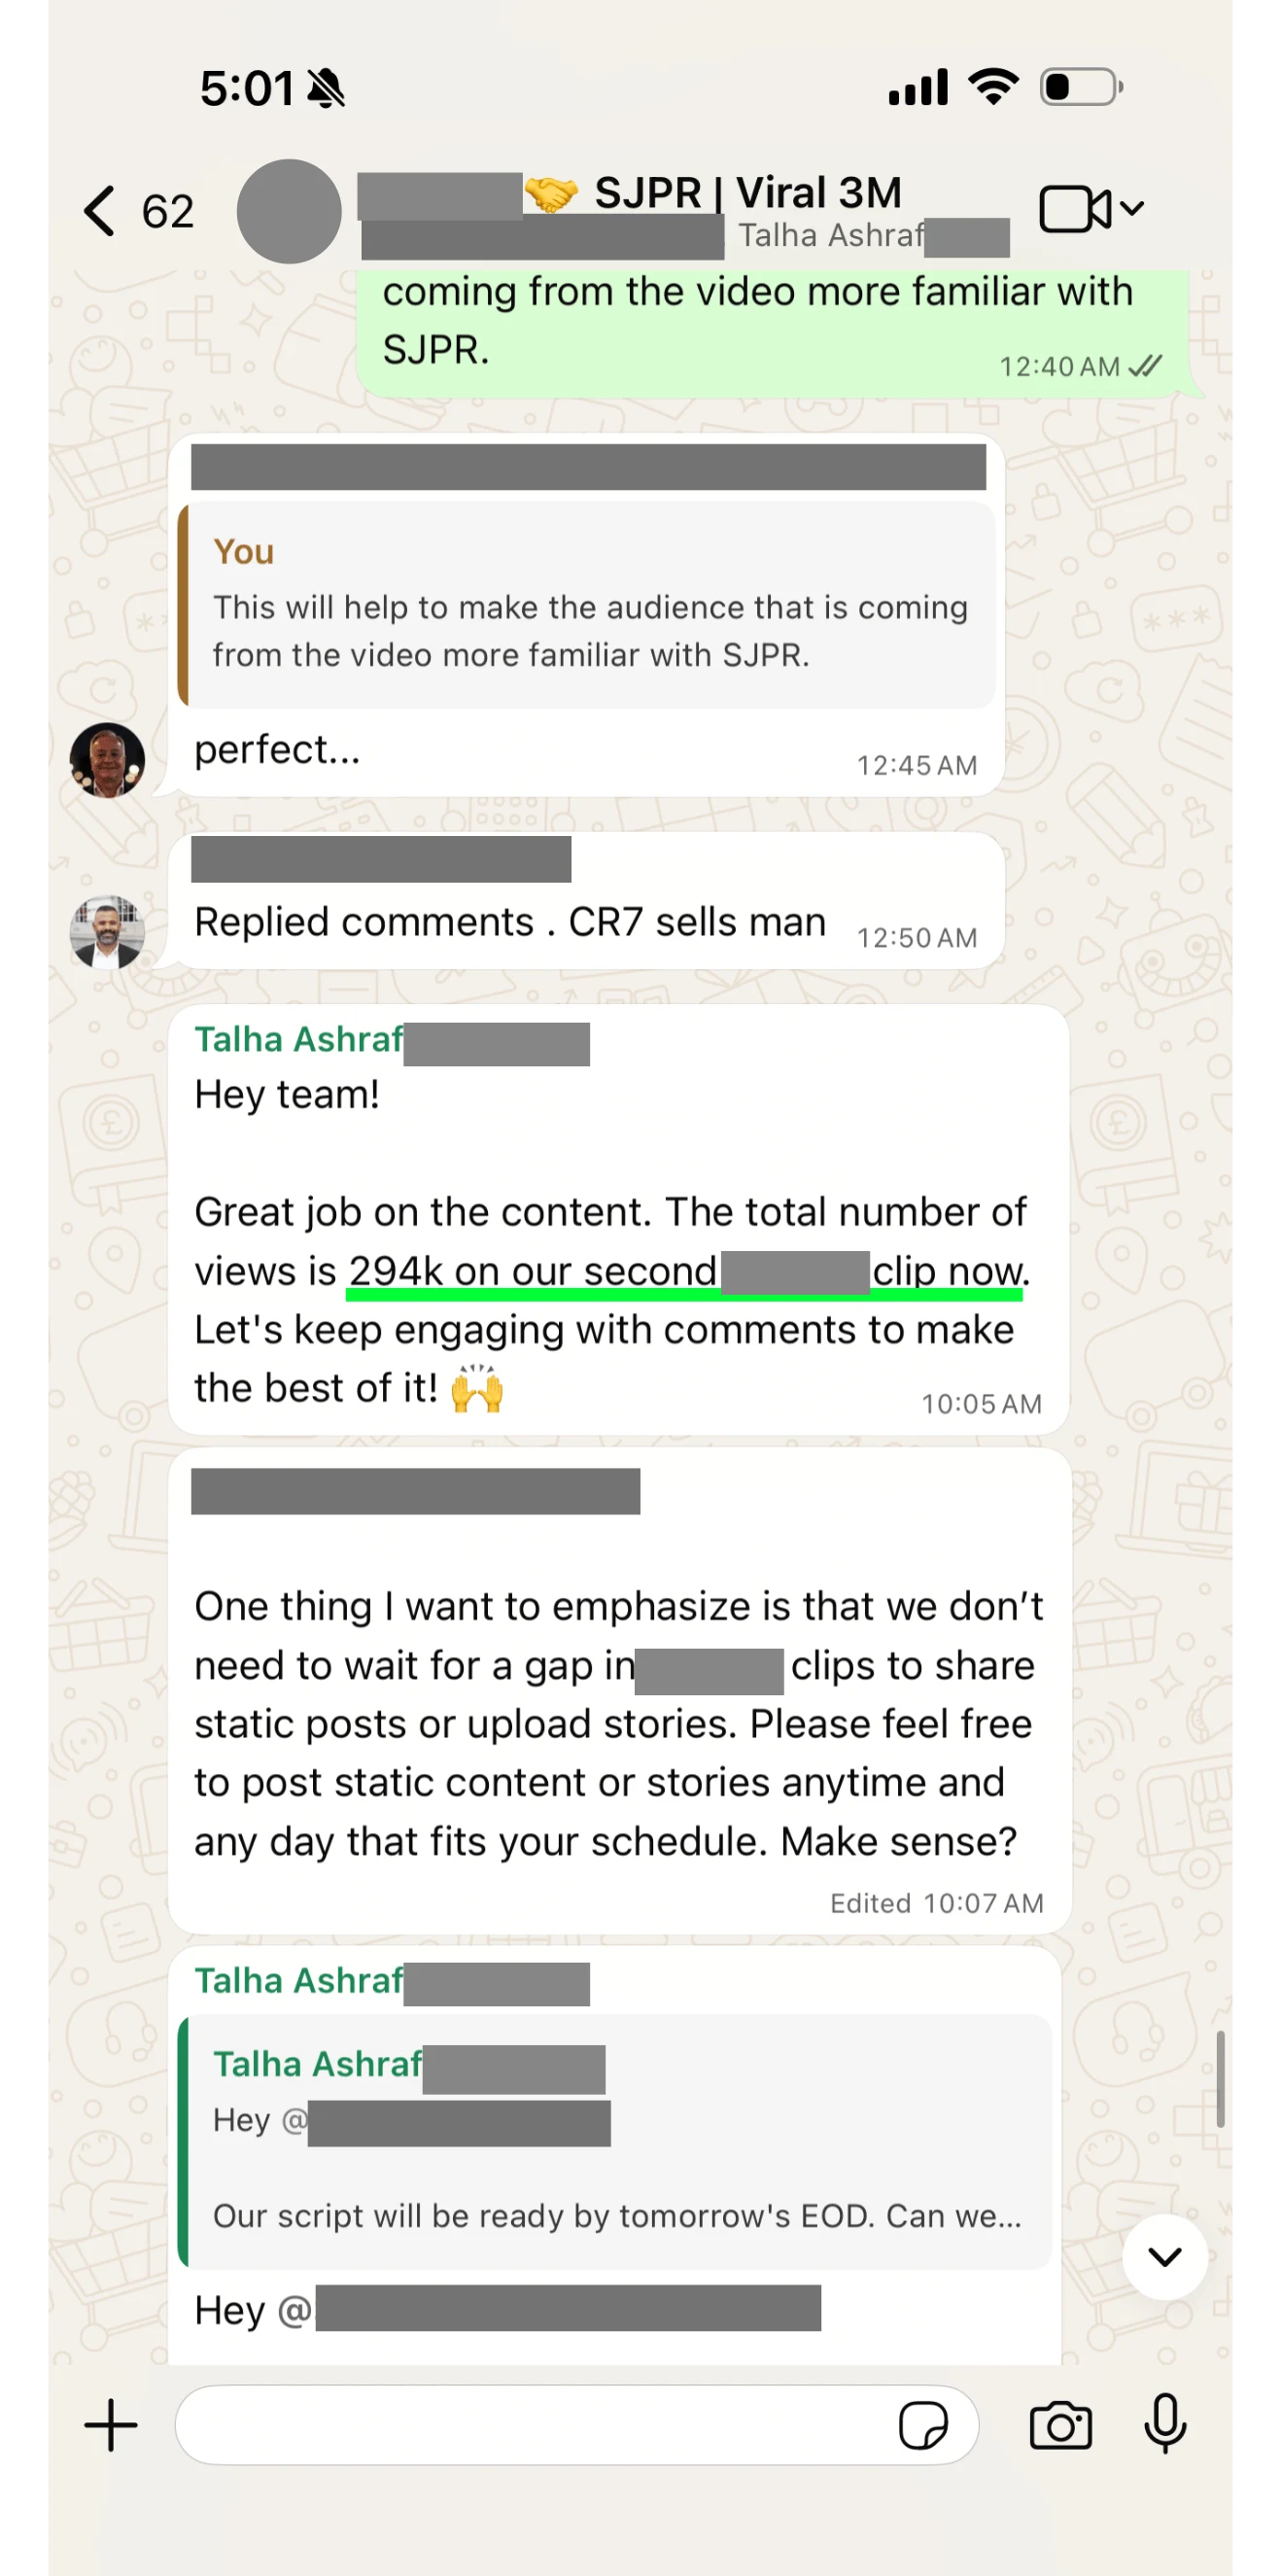 5:01
62
🤝 SJPR | Viral 3M
Talha Ashraf
coming from the video more familiar with
SJPR.
12:40 AM
You
This will help to make the audience that is coming
from the video more familiar with SJPR.
perfect...
12:45 AM
Replied comments . CR7 sells man
12:50 AM
Talha Ashraf
Hey team!
Great job on the content. The total number of
views is 294k on our second clip now.
Let's keep engaging with comments to make
the best of it! 🙌
10:05 AM
One thing I want to emphasize is that we don’t
need to wait for a gap in clips to share
static posts or upload stories. Please feel free
to post static content or stories anytime and
any day that fits your schedule. Make sense?
Edited 10:07 AM
Talha Ashraf
Talha Ashraf
Hey @
Our script will be ready by tomorrow's EOD. Can we...
Hey @